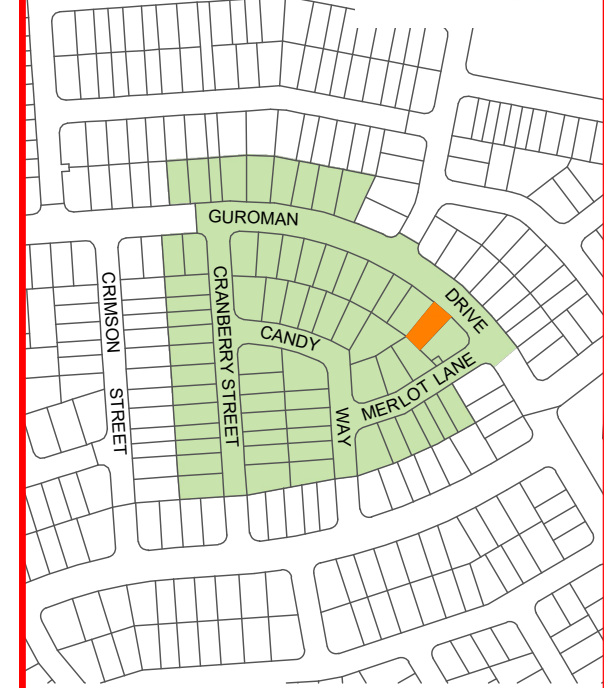 GUROMAN
DRIVE
CRIMSON
STREET
CRANBERRY STREET
CANDY
WAY
MERLOT LANE